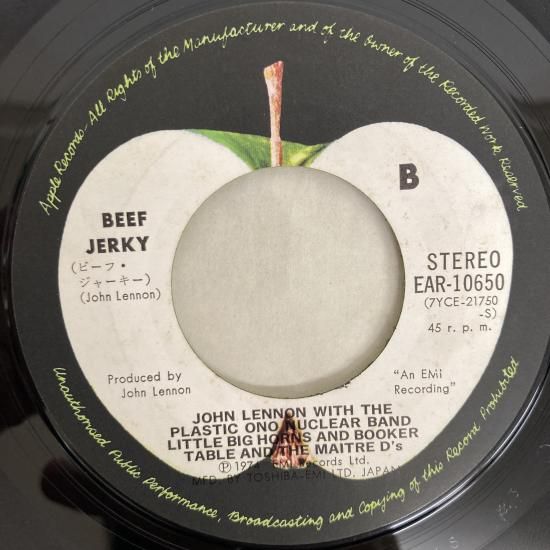 Apple Records - All Rights of the Manufacturer and of the Owner of the Recorded Work Reserved
BEEF
JERKY
(ビーフ・
ジャーキー)
(John Lennon)
B
STEREO
EAR-10650
(7YCE-21750
-S)
45 r. p. m.
Produced by
John Lennon
"An EMI
Recording"
JOHN LENNON WITH THE
PLASTIC ONO NUCLEAR BAND
LITTLE BIG HORNS AND BOOKER
TABLE AND THE MAITRE D's
Ⓟ 1974 EMI Records Ltd.
MFD. BY TOSHIBA-EMI LTD. JAPAN
Unauthorised Public Performance, Broadcasting and Copying of this Record Prohibited